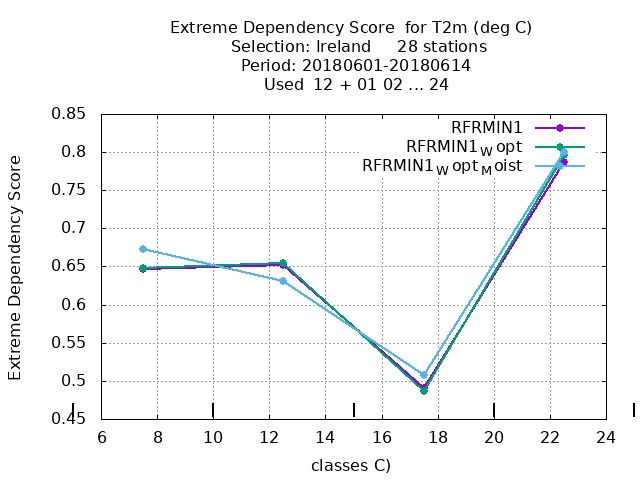 Extreme Dependency Score  for T2m (deg C)
Selection: Ireland     28 stations
Period: 20180601-20180614
Used  12 + 01 02 ... 24
RFRMIN1
RFRMIN1_W opt
RFRMIN1_W opt_M oist
Extreme Dependency Score
0.85
0.8
0.75
0.7
0.65
0.6
0.55
0.5
0.45
6 8 10 12 14 16 18 20 22 24
classes C)